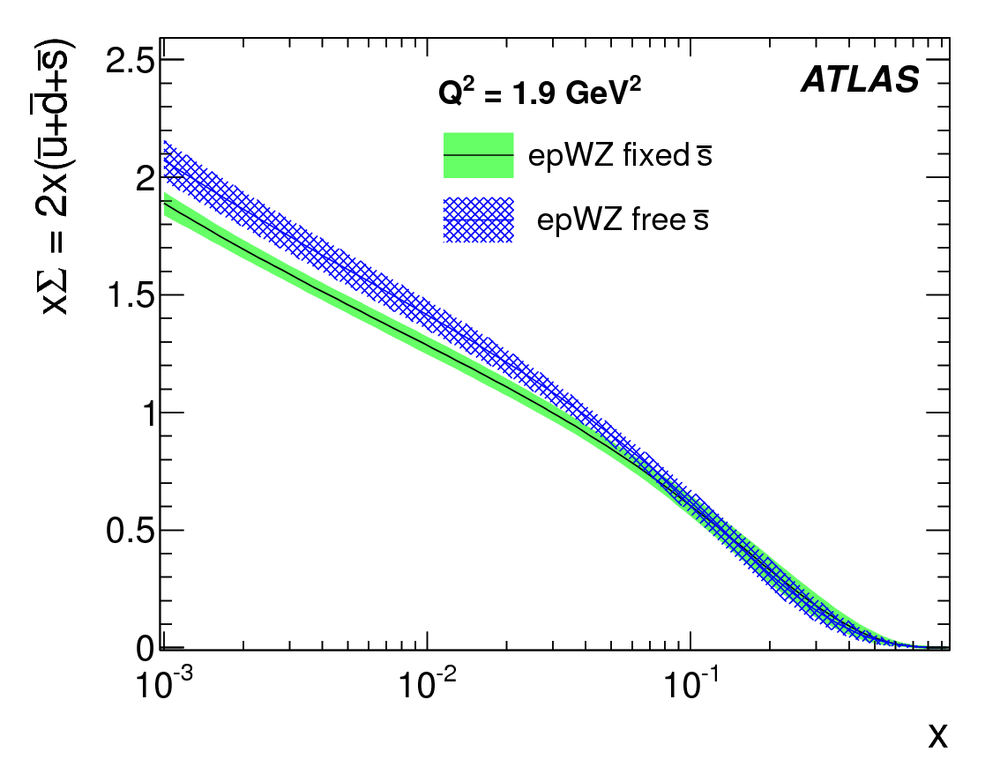 ATLAS
Q² = 1.9 GeV²
epWZ fixed s̅
epWZ free s̅
xΣ = 2x(u̅+d̅+s̅)
2.5
2
1.5
1
0.5
0
10⁻³ 10⁻² 10⁻¹
x